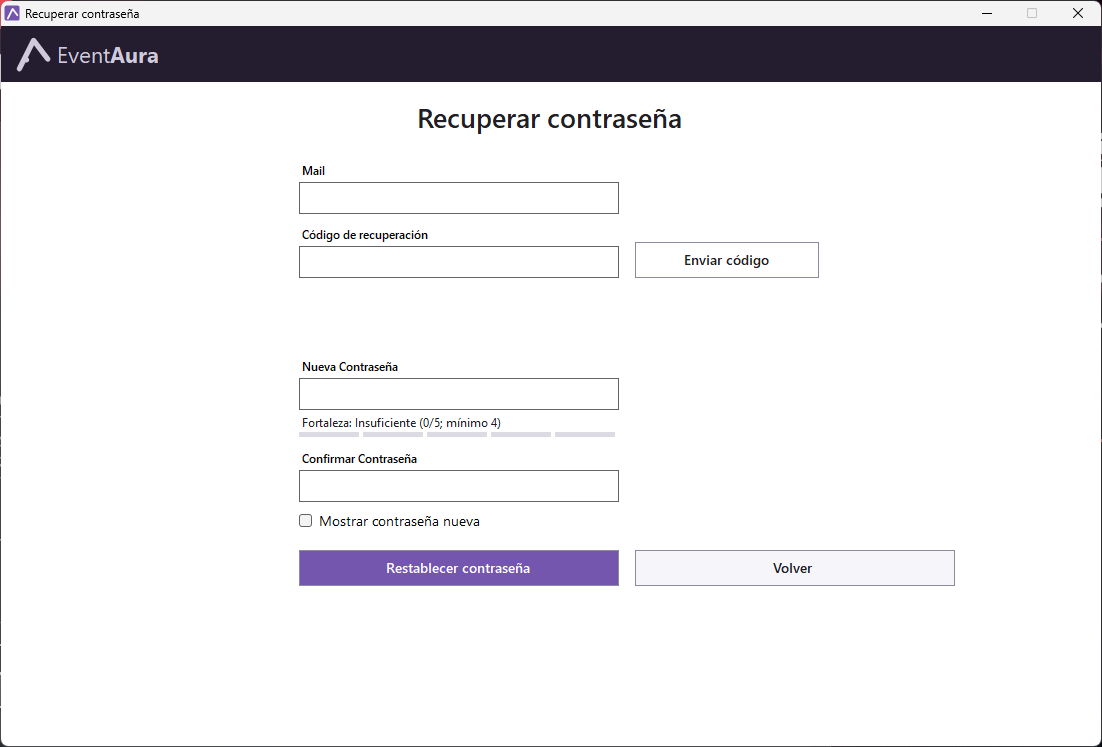 Recuperar contraseña
EventAura
Recuperar contraseña
Mail
Código de recuperación
Enviar código
Nueva Contraseña
Fortaleza: Insuficiente (0/5; mínimo 4)
Confirmar Contraseña
Mostrar contraseña nueva
Restablecer contraseña
Volver